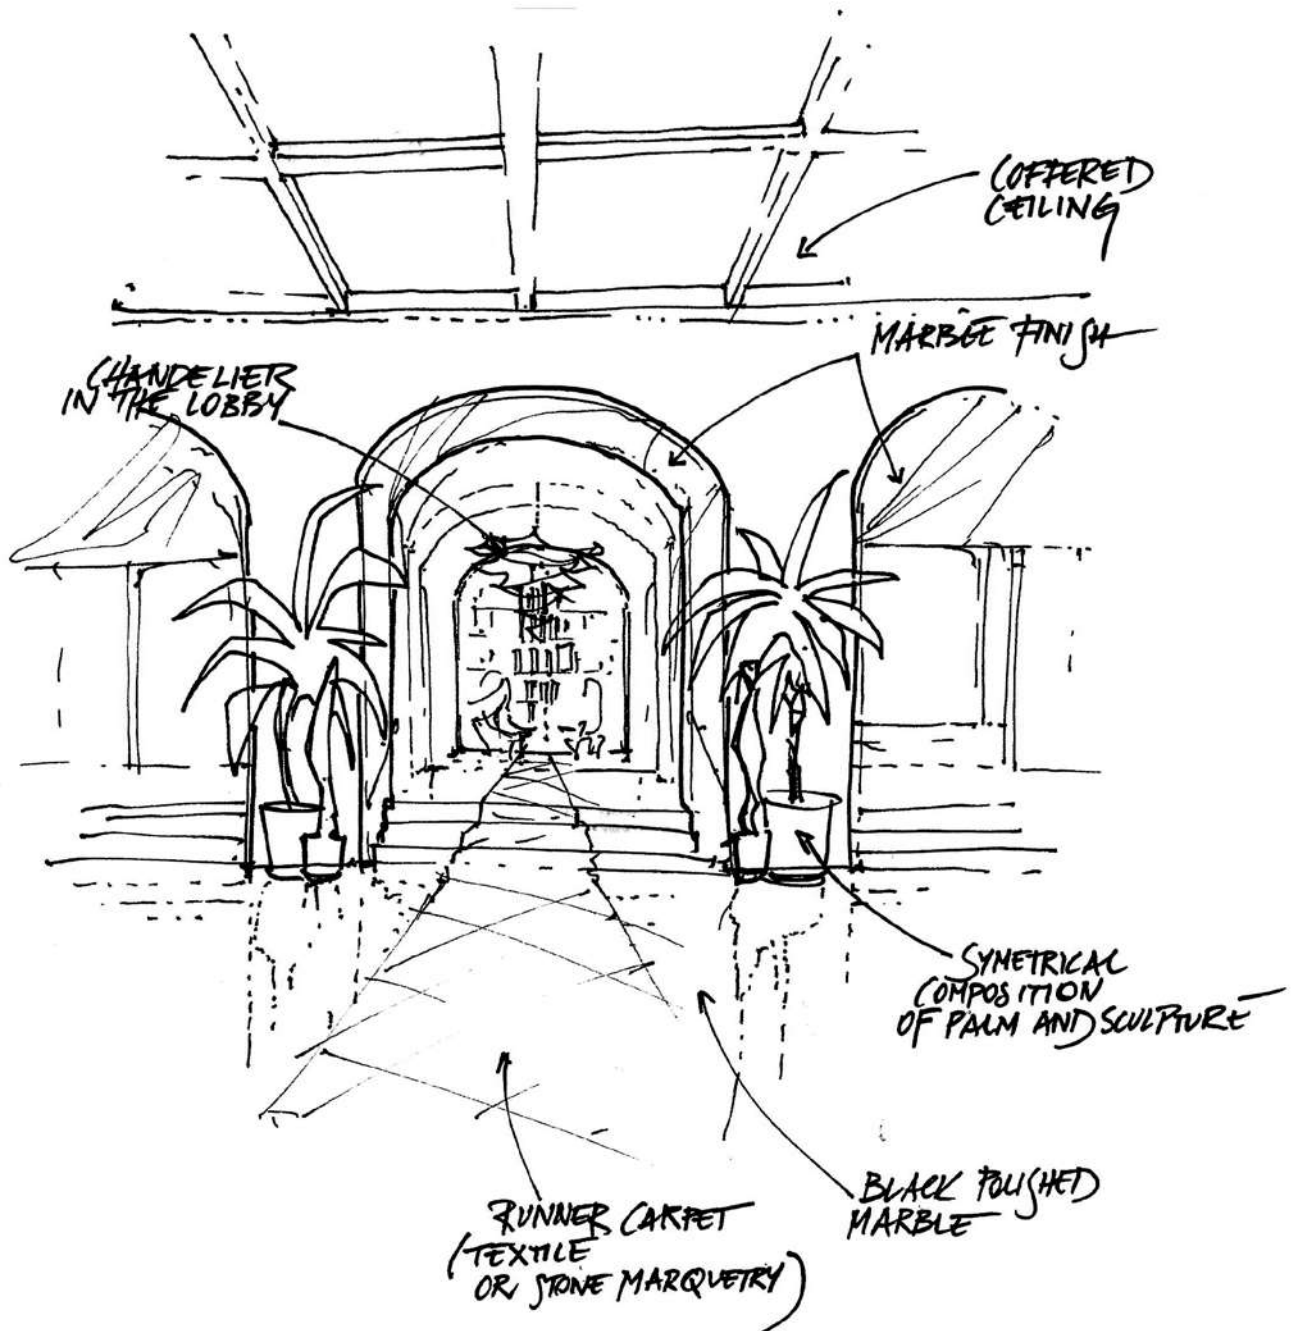 COFFERED
CEILING
MARBLE FINISH
CHANDELIER
IN THE LOBBY
SYMETRICAL
COMPOSITION
OF PALM AND SCULPTURE
BLACK POLISHED
MARBLE
RUNNER CARPET
(TEXTILE
OR STONE MARQUETRY)